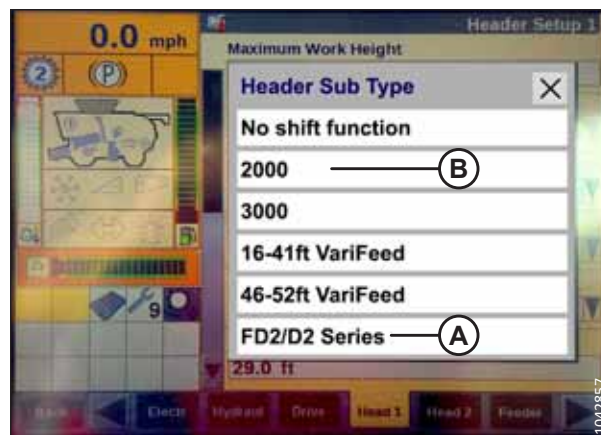 0.0 mph
Header Setup 1
Maximum Work Height
2
P
Header Sub Type
No shift function
2000
B
3000
16-41ft VariFeed
46-52ft VariFeed
FD2/D2 Series
A
9
29.0 ft
Back
Electr
Hydraul
Drive
Head 1
Head 2
Feeder
1042857